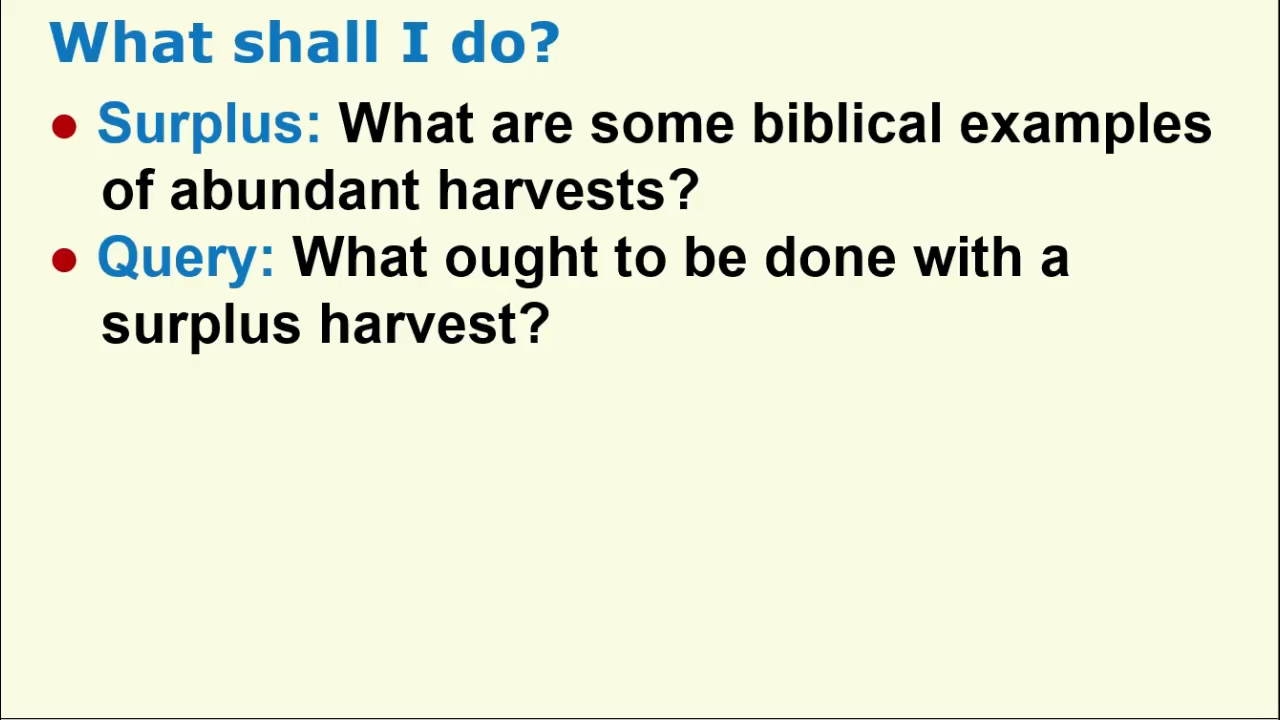 What shall I do?
● Surplus: What are some biblical examples
of abundant harvests?
● Query: What ought to be done with a
surplus harvest?